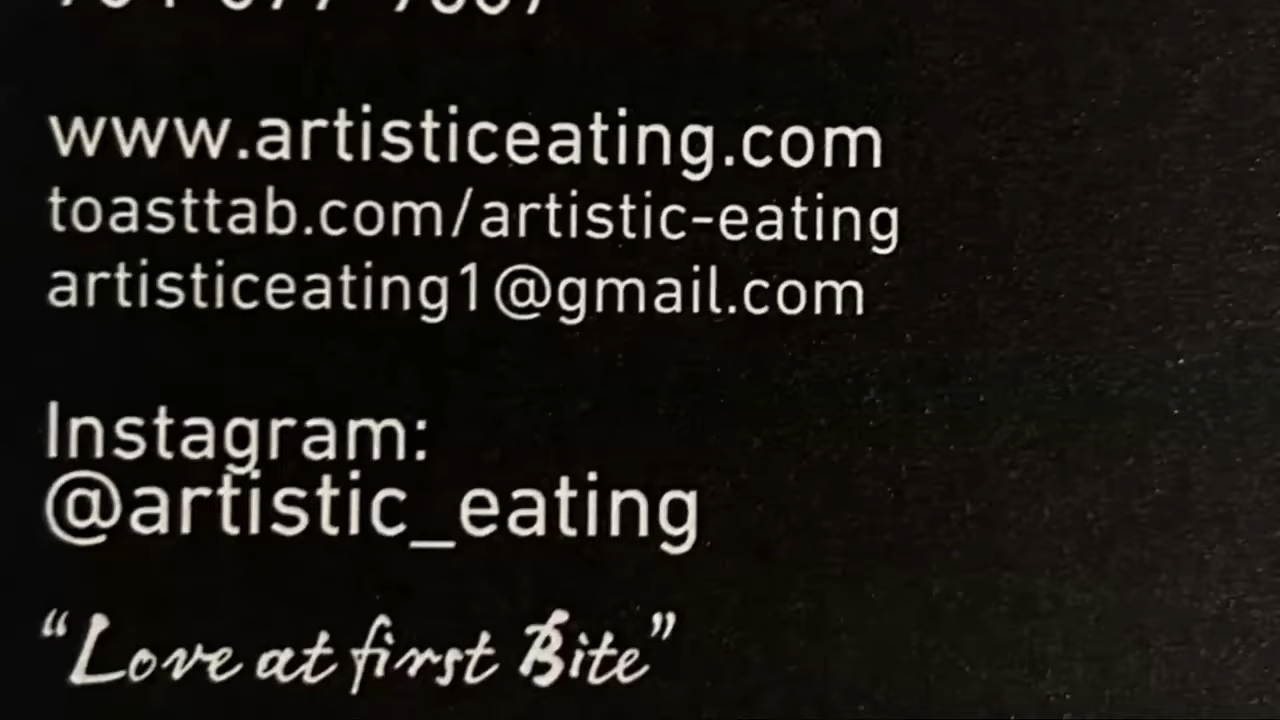 www.artisticeating.com
toasttab.com/artistic-eating
artisticeating1@gmail.com
Instagram:
@artistic_eating
“Love at first Bite”